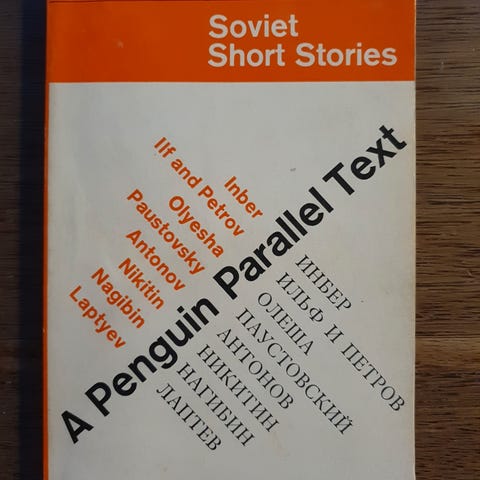 Soviet
Short Stories
Inber
Ilf and Petrov
Olyesha
Paustovsky
Antonov
Nikitin
Nagibin
Laptyev
A Penguin Parallel Text
ИНБЕР
ИЛЬФ И ПЕТРОВ
ОЛЕША
ПАУСТОВСКИЙ
АНТОНОВ
НИКИТИН
НАГИБИН
ЛАПТЕВ